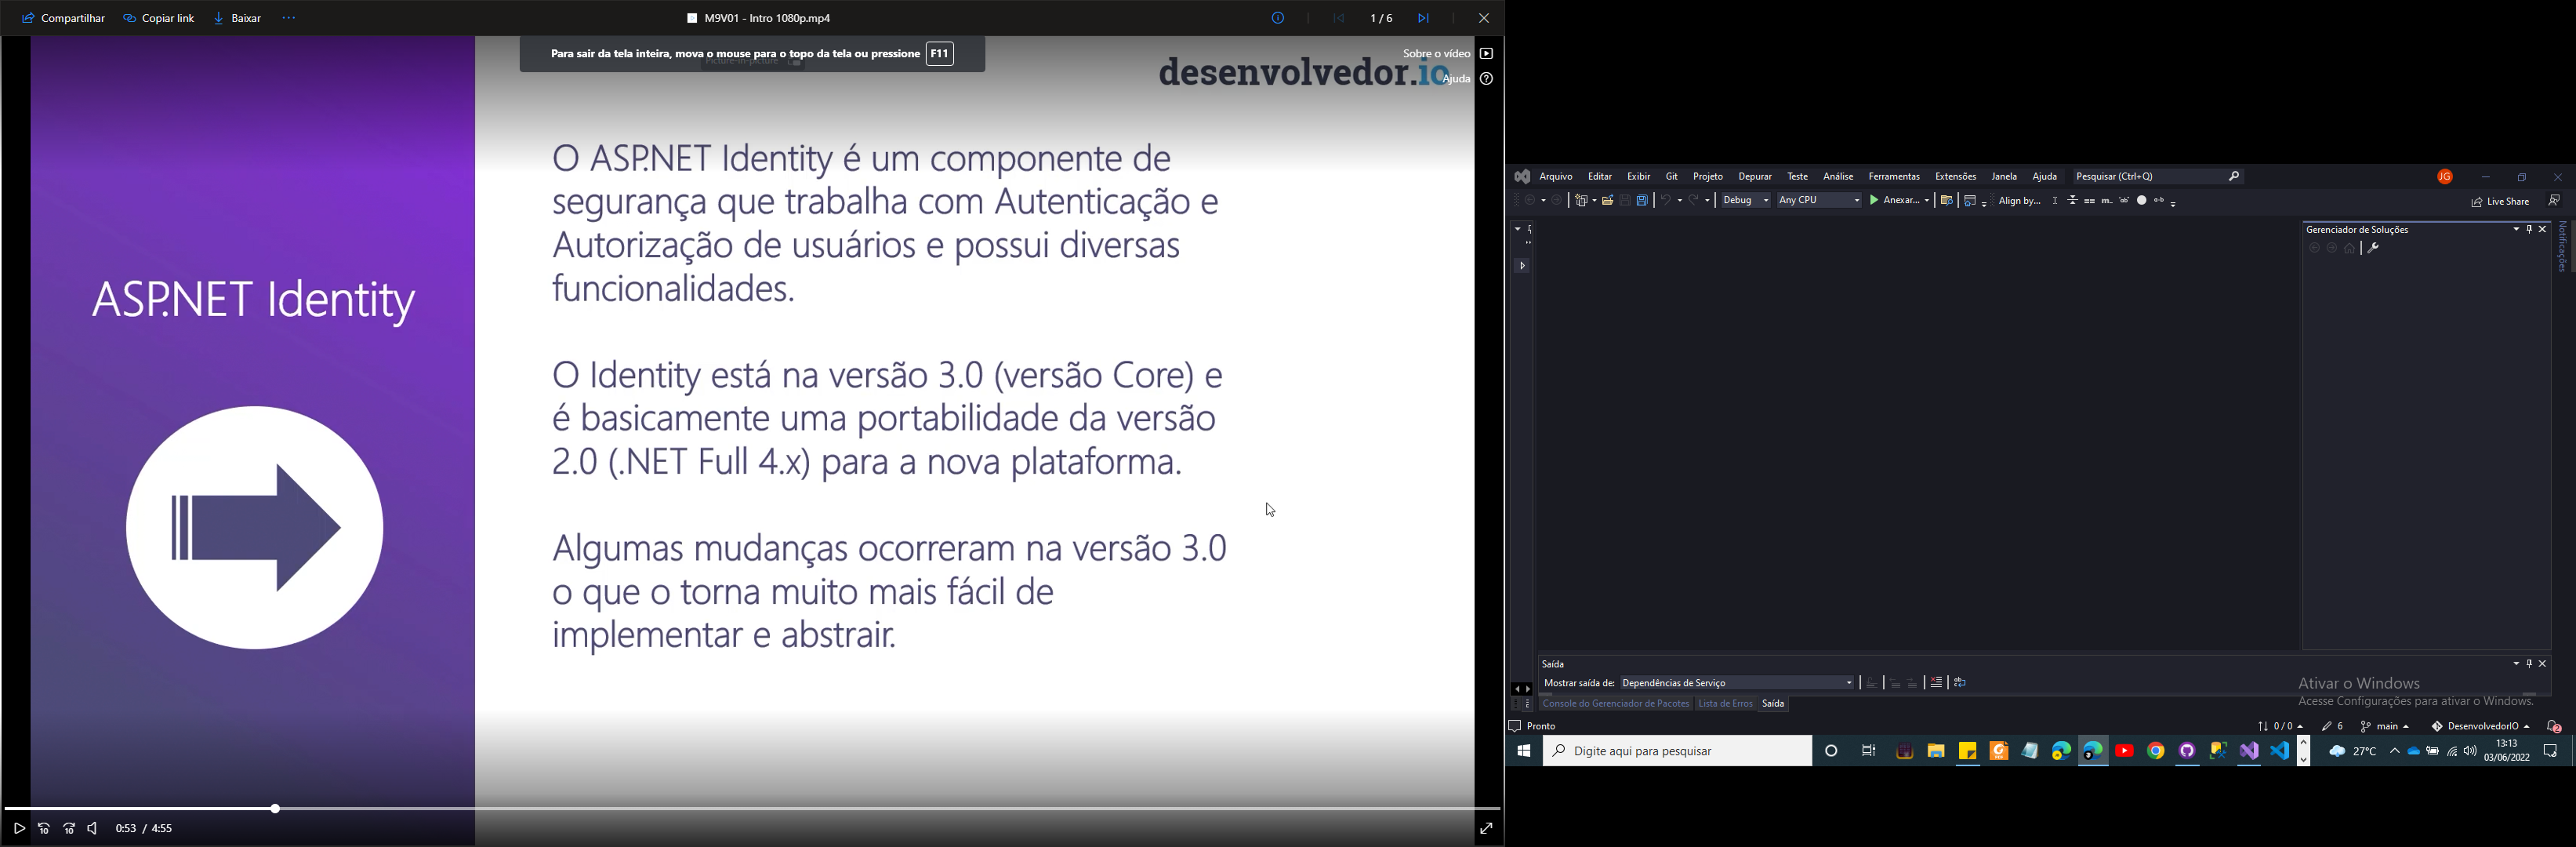 Compartilhar Copiar link Baixar ···
M9V01 - Intro 1080p.mp4
1 / 6
Para sair da tela inteira, mova o mouse para o topo da tela ou pressione F11
Picture-in-picture
Sobre o vídeo
Ajuda
desenvolvedor.io
ASP.NET Identity
O ASP.NET Identity é um componente de
segurança que trabalha com Autenticação e
Autorização de usuários e possui diversas
funcionalidades.
O Identity está na versão 3.0 (versão Core) e
é basicamente uma portabilidade da versão
2.0 (.NET Full 4.x) para a nova plataforma.
Algumas mudanças ocorreram na versão 3.0
o que o torna muito mais fácil de
implementar e abstrair.
10 10 0:53 / 4:55
Arquivo Editar Exibir Git Projeto Depurar Teste Análise Ferramentas Extensões Janela Ajuda Pesquisar (Ctrl+Q) JG
Debug Any CPU Anexar... Align by... Live Share
Gerenciador de Soluções
Notificações
Saída
Mostrar saída de: Dependências de Serviço
Console do Gerenciador de Pacotes Lista de Erros Saída
Ativar o Windows
Acesse Configurações para ativar o Windows.
Pronto 0 / 0 6 main DesenvolvedorIO 2
Digite aqui para pesquisar 27°C 13:13
03/06/2022